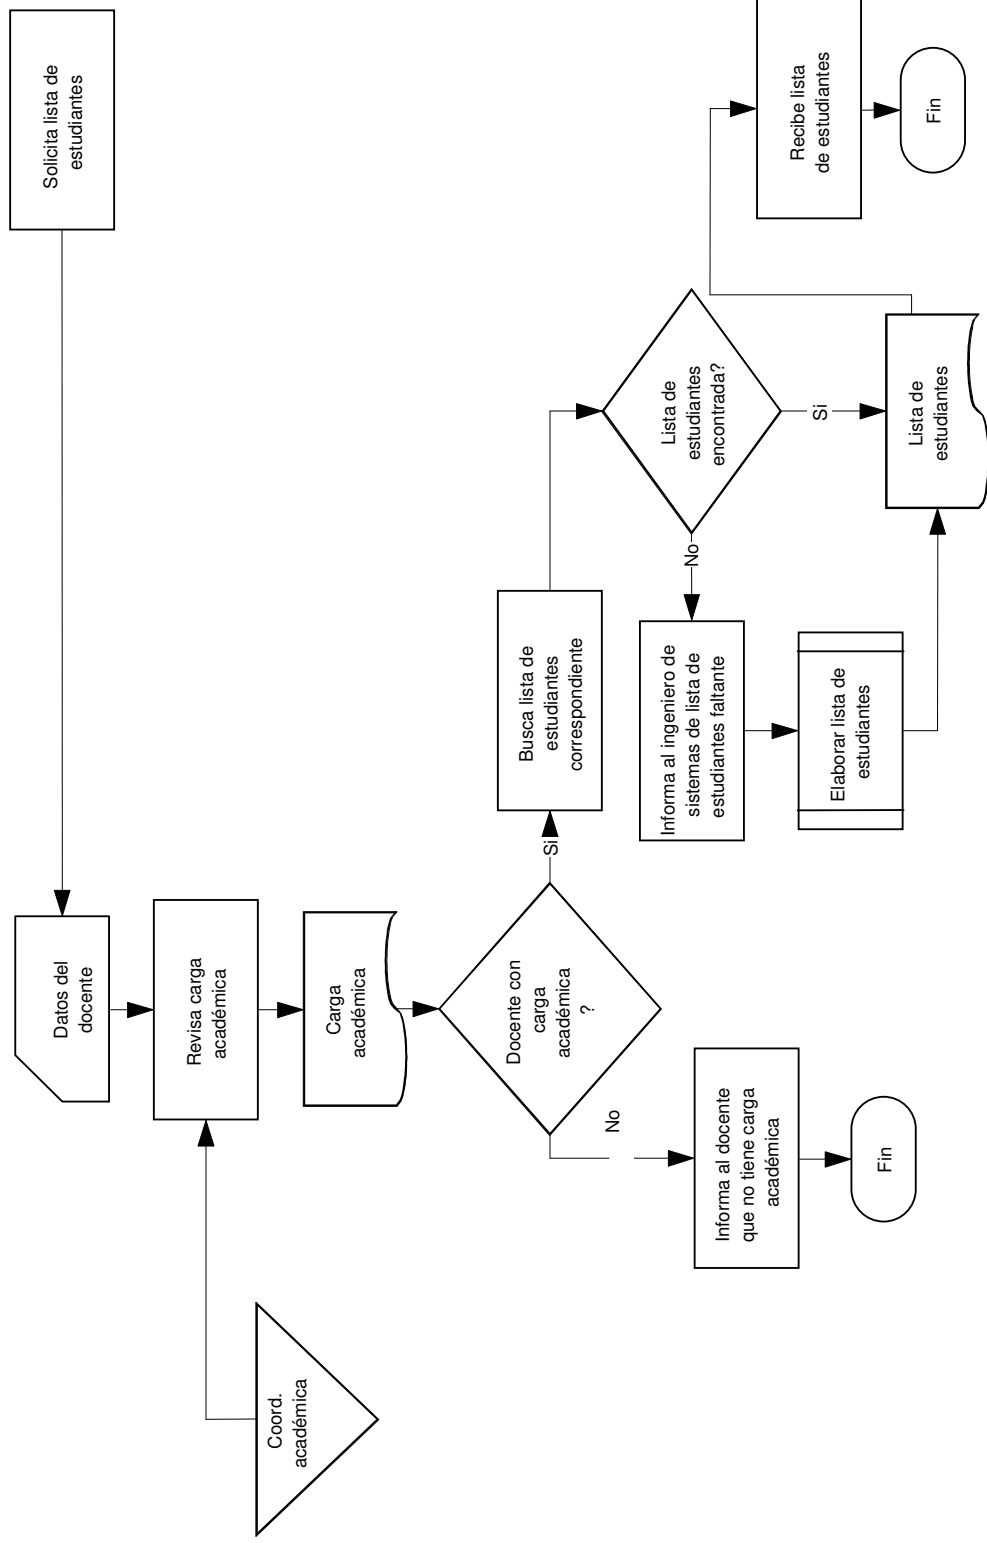 Solicita lista de
estudiantes
Datos del
docente
Revisa carga
académica
Coord.
académica
Carga
académica
Docente con
carga
académica
?
No
Informa al docente
que no tiene carga
académica
Fin
Si
Busca lista de
estudiantes
correspondiente
Lista de
estudiantes
encontrada?
No
Informa al ingeniero de
sistemas de lista de
estudiantes faltante
Elaborar lista de
estudiantes
Si
Lista de
estudiantes
Recibe lista
de estudiantes
Fin